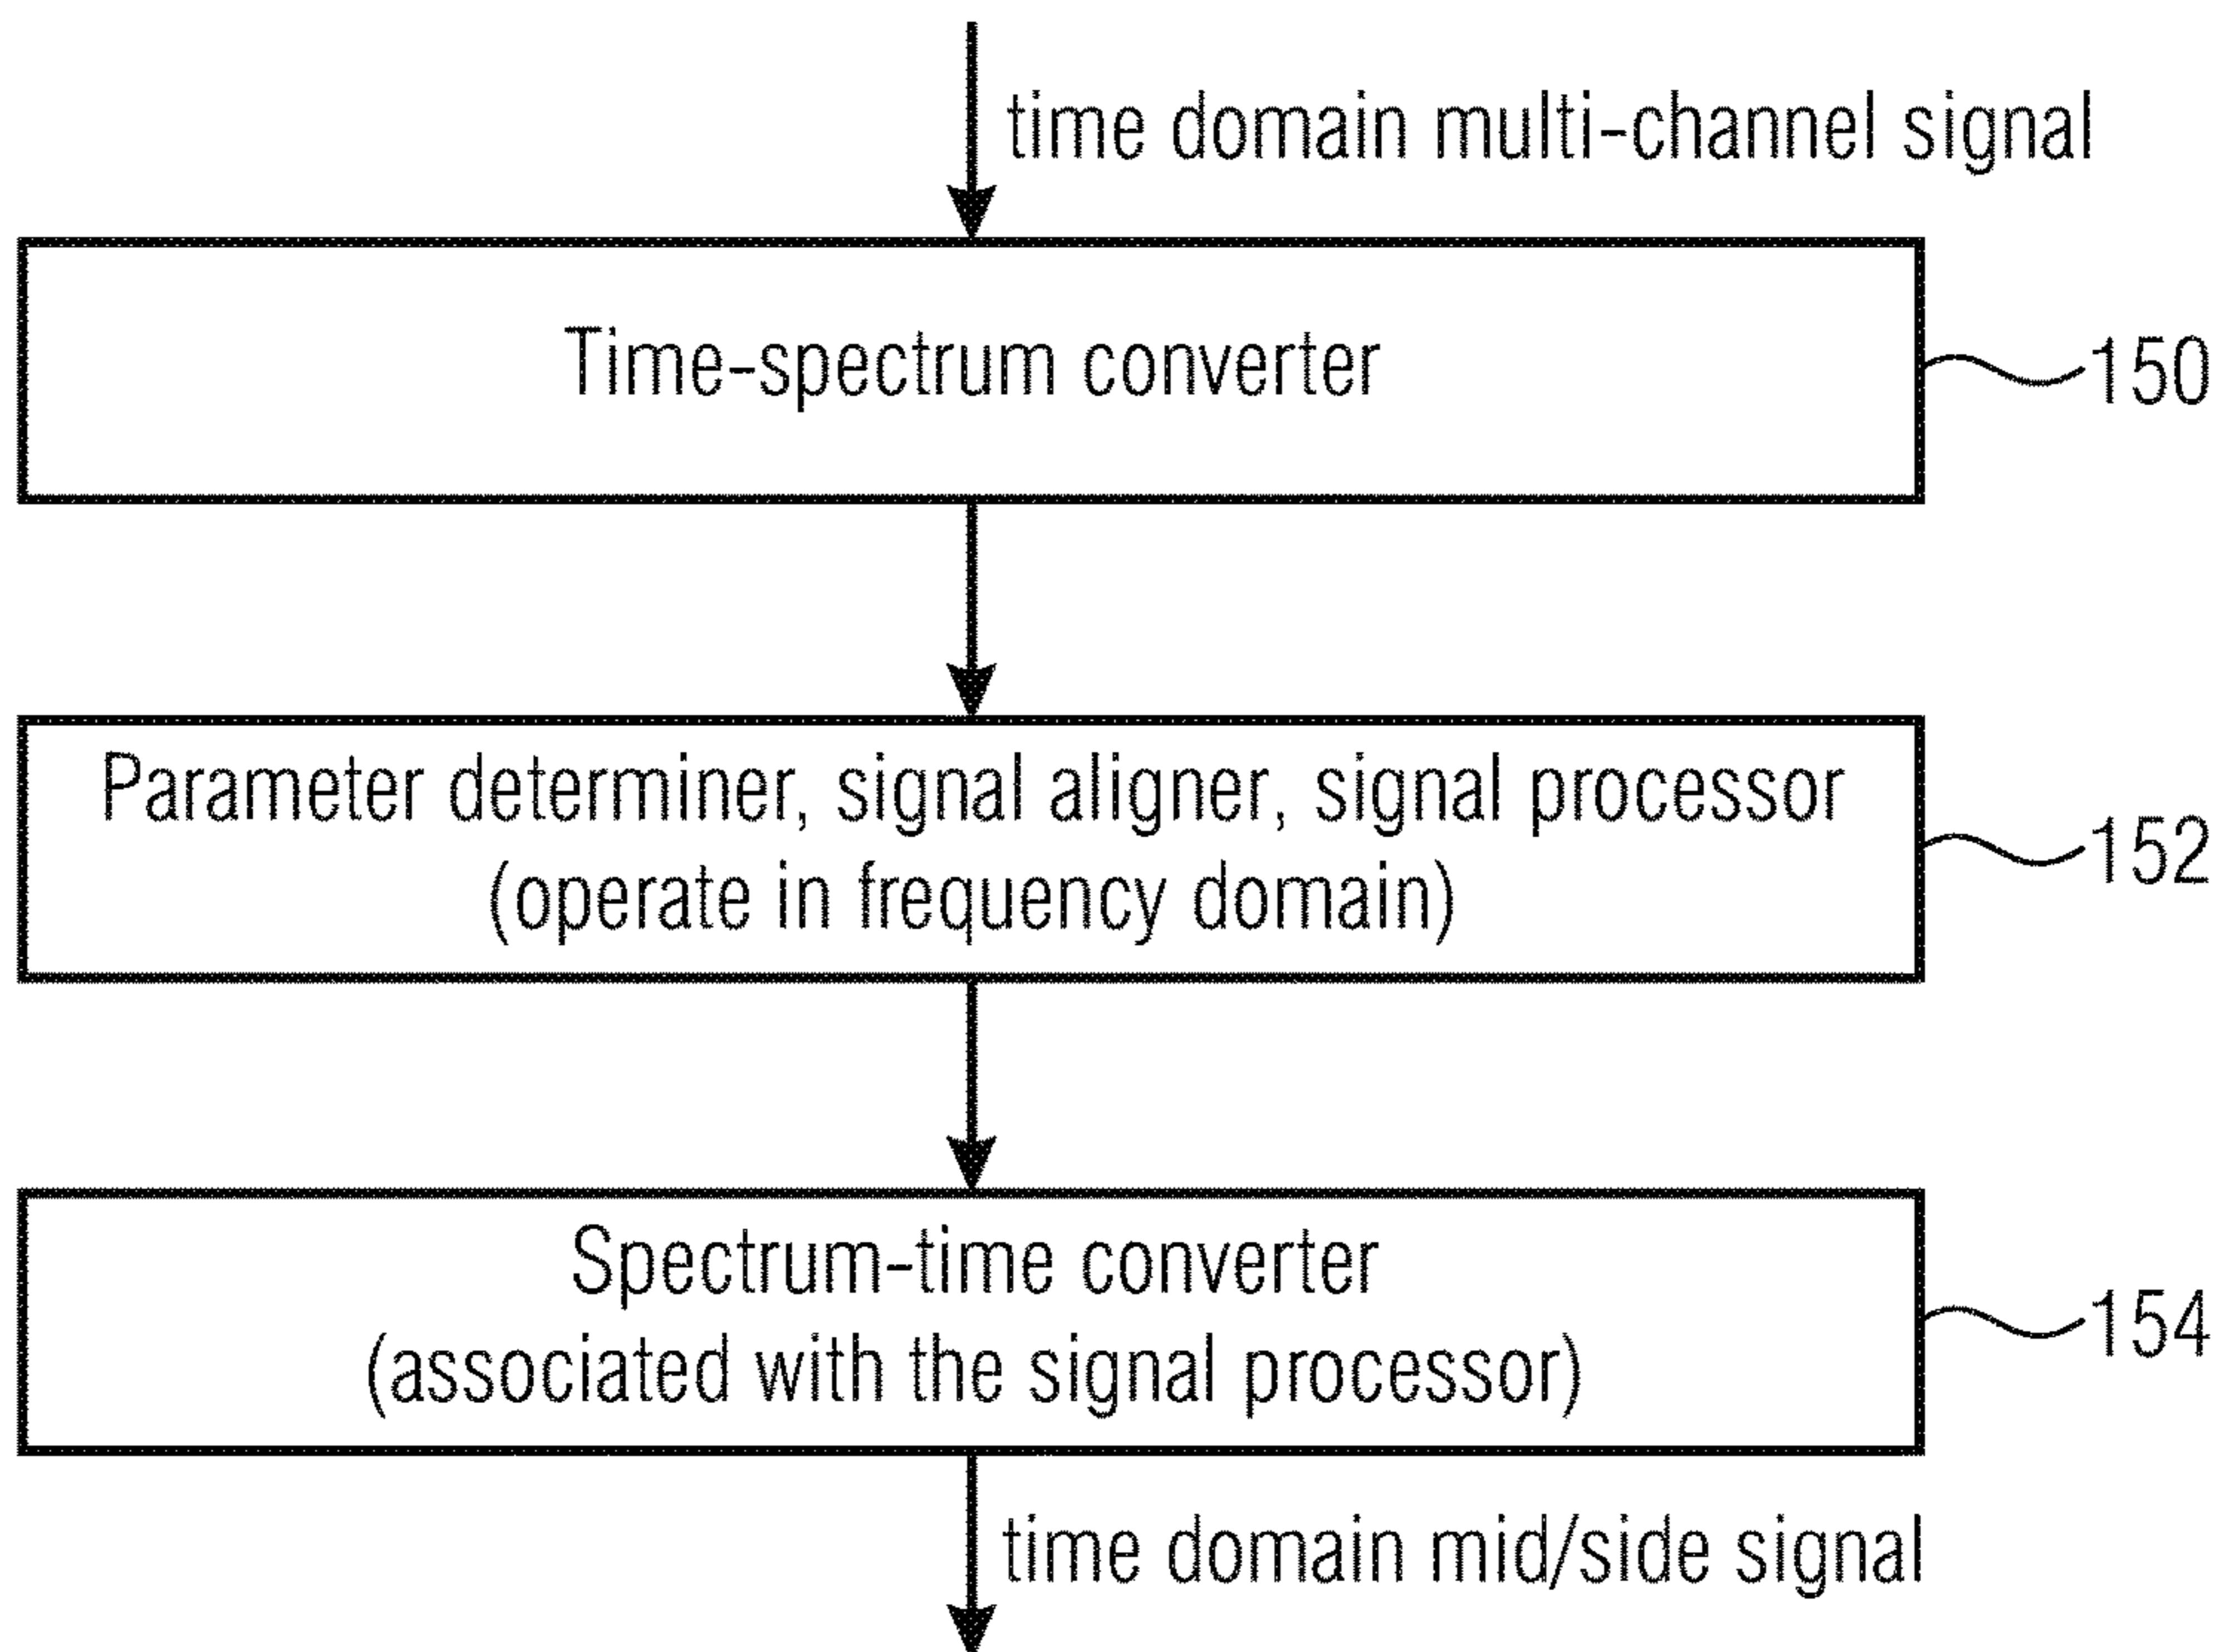 time domain multi-channel signal
Time-spectrum converter
150
Parameter determiner, signal aligner, signal processor
(operate in frequency domain)
152
Spectrum-time converter
(associated with the signal processor)
154
time domain mid/side signal